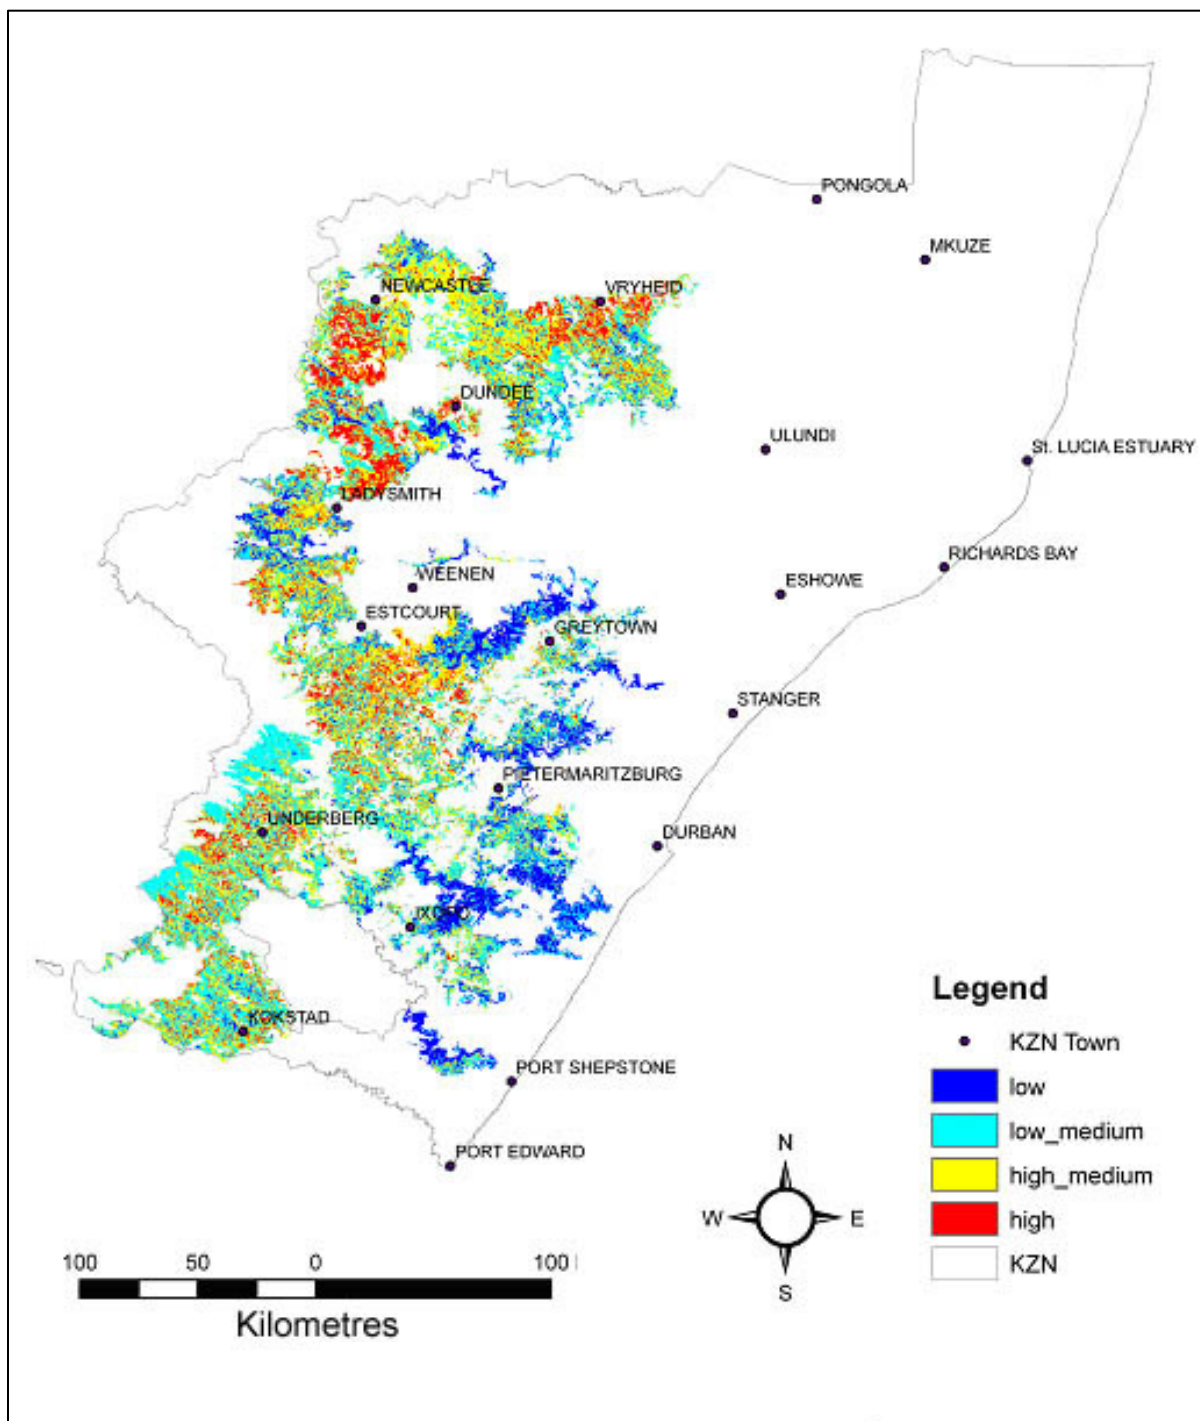 PONGOLA
MKUZE
NEWCASTLE
VRYHEID
DUNDEE
ULUNDI
St. LUCIA ESTUARY
LADYSMITH
RICHARDS BAY
WEENEN
ESHOWE
ESTCOURT
GREYTOWN
STANGER
PIETERMARITZBURG
UNDERBERG
DURBAN
IXOPO
KOKSTAD
PORT SHEPSTONE
PORT EDWARD
Legend
KZN Town
low
low_medium
high_medium
high
KZN
N
W E
S
100 50 0 100
Kilometres